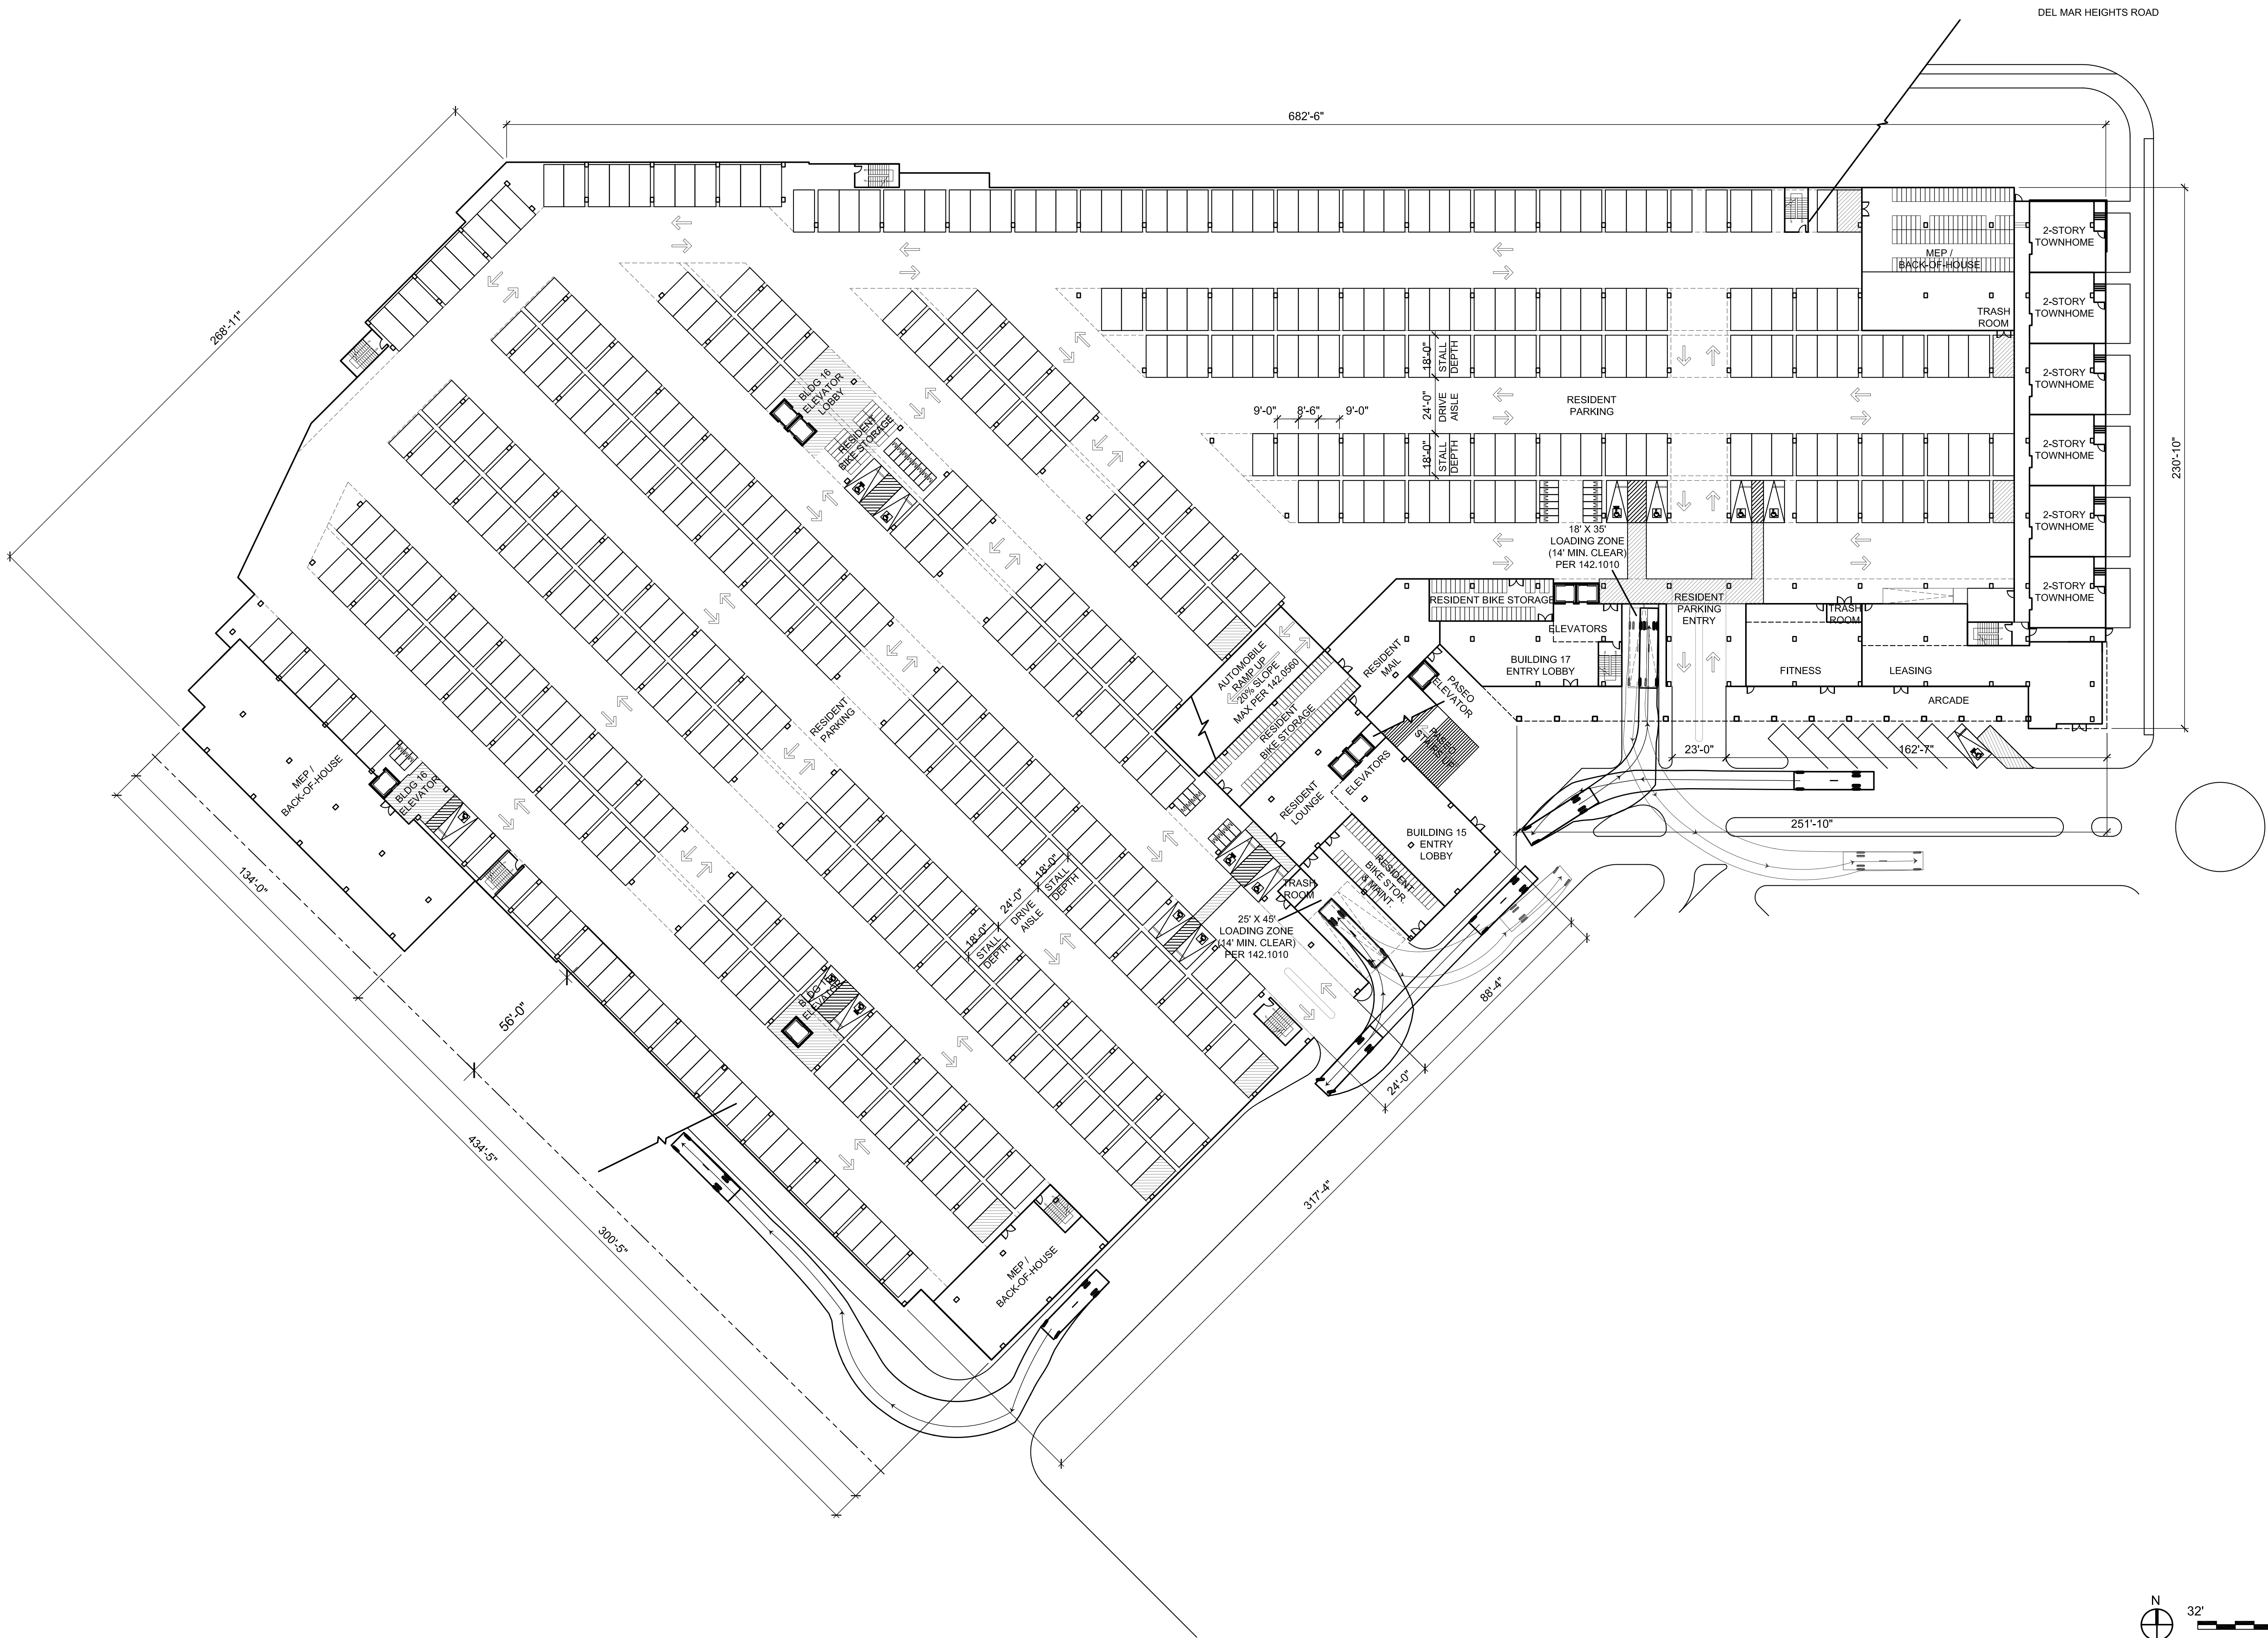 DEL MAR HEIGHTS ROAD
682'-6"
268'-11"
2-STORY
TOWNHOME
MEP /
BACK-OF-HOUSE
TRASH
ROOM
2-STORY
TOWNHOME
2-STORY
TOWNHOME
2-STORY
TOWNHOME
2-STORY
TOWNHOME
2-STORY
TOWNHOME
230'-10"
18'-0"
STALL
DEPTH
24'-0"
DRIVE
AISLE
18'-0"
STALL
DEPTH
9'-0"
8'-6"
9'-0"
RESIDENT
PARKING
BLDG 16
ELEVATOR
LOBBY
RESIDENT
BIKE STORAGE
18' X 35'
LOADING ZONE
(14' MIN. CLEAR)
PER 142.1010
RESIDENT BIKE STORAGE
ELEVATORS
RESIDENT
PARKING
ENTRY
TRASH
ROOM
BUILDING 17
ENTRY LOBBY
FITNESS
LEASING
ARCADE
AUTOMOBILE
RAMP UP
20% SLOPE
MAX PER 142.0560
RESIDENT
MAIL
PASEO
ELEVATOR
PASEO
STAIR UP
RESIDENT
BIKE STORAGE
ELEVATORS
RESIDENT
LOUNGE
23'-0"
162'-7"
251'-10"
BUILDING 15
ENTRY
LOBBY
RESIDENT
BIKE STOR.
& MAINT.
TRASH
ROOM
25' X 45'
LOADING ZONE
(14' MIN. CLEAR)
PER 142.1010
RESIDENT
PARKING
MEP /
BACK-OF-HOUSE
BLDG 16
ELEVATOR
18'-0"
STALL
DEPTH
24'-0"
DRIVE
AISLE
18'-0"
STALL
DEPTH
ELEVATOR
134'-0"
56'-0"
88'-4"
24'-0"
434'-5"
300'-5"
317'-4"
MEP /
BACK-OF-HOUSE
N
32'